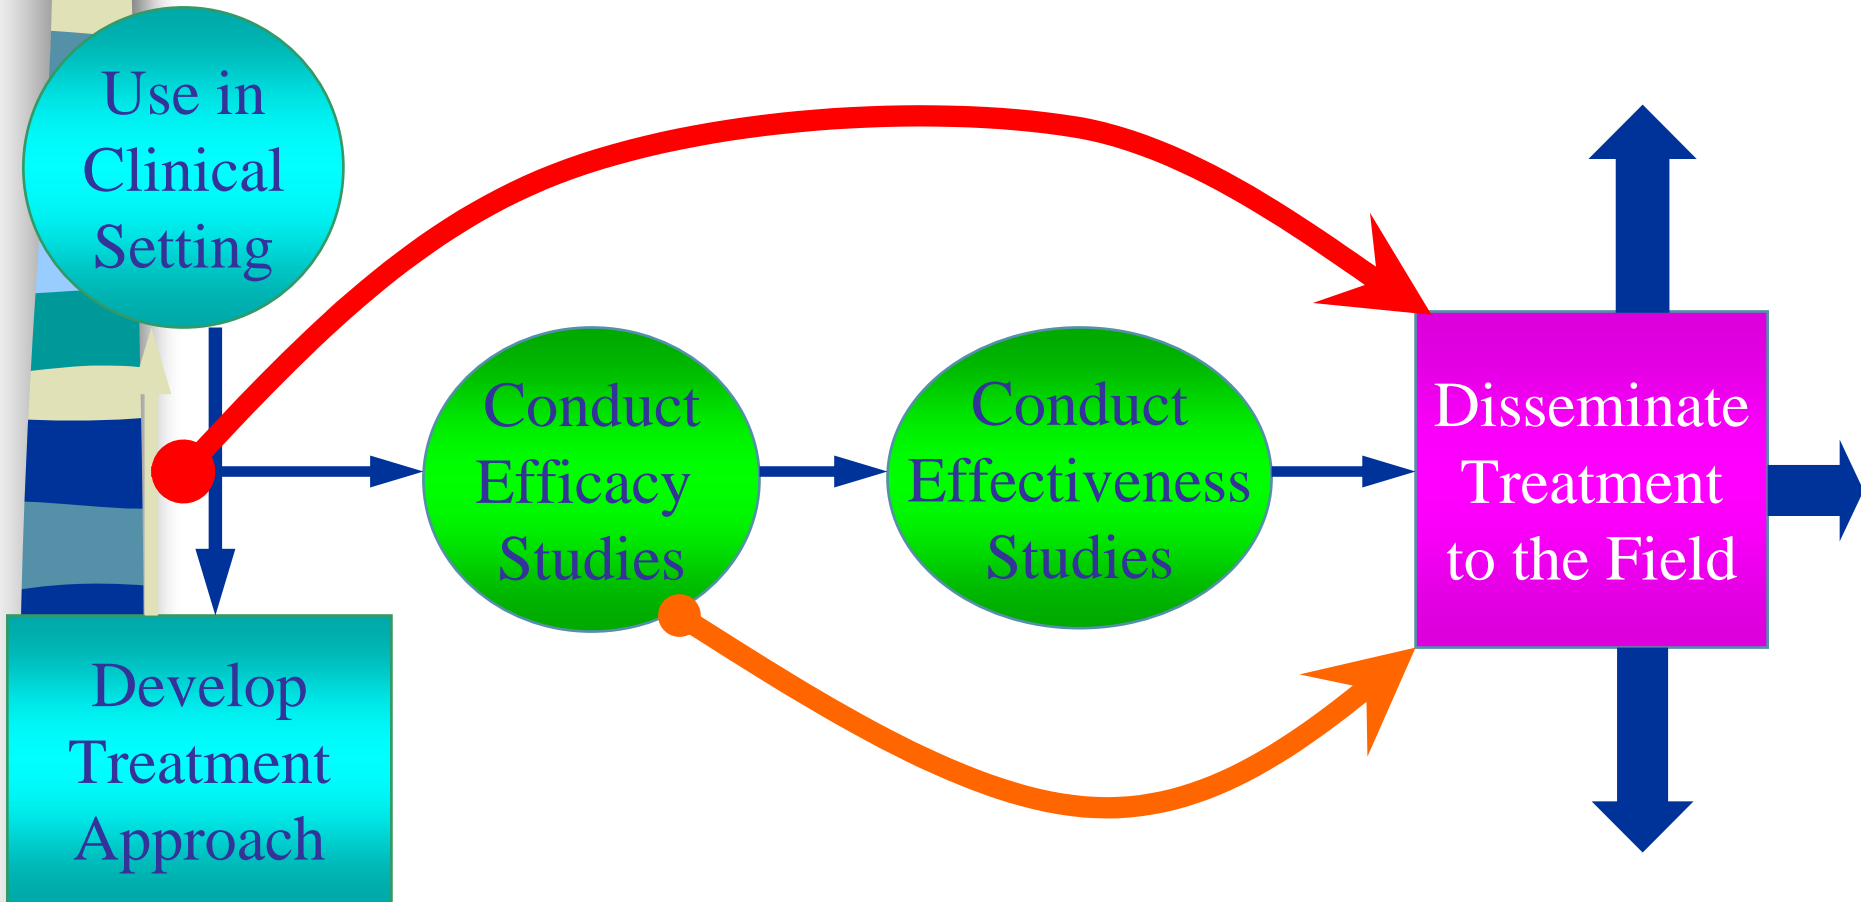 Use in
Clinical
Setting
Conduct
Efficacy
Studies
Conduct
Effectiveness
Studies
Disseminate
Treatment
to the Field
Develop
Treatment
Approach